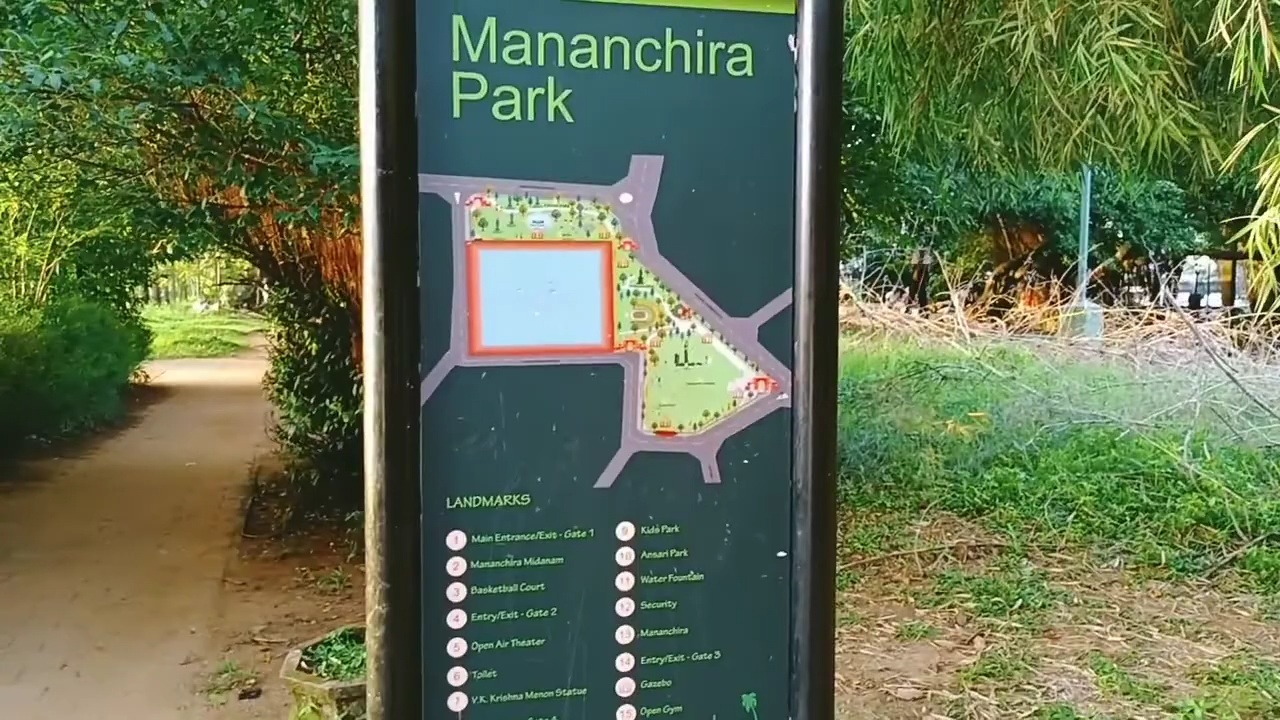 Mananchira
Park
LANDMARKS
1 Main Entrance/Exit - Gate 1
2 Mananchira Midanam
3 Basketball Court
4 Entry/Exit - Gate 2
5 Open Air Theater
6 Toilet
7 V.K. Krishna Menon Statue
9 Kids Park
10 Ansari Park
11 Water Fountain
12 Security
13 Mananchira
14 Entry/Exit - Gate 3
Gazebo
15 Open Gym